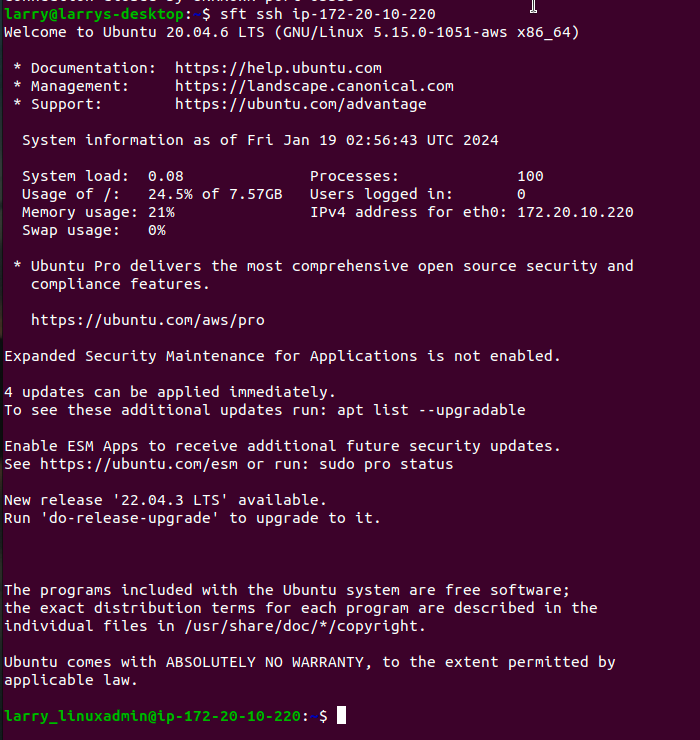 larry@larrys-desktop:~$ sft ssh ip-172-20-10-220
Welcome to Ubuntu 20.04.6 LTS (GNU/Linux 5.15.0-1051-aws x86_64)
* Documentation:  https://help.ubuntu.com
* Management:     https://landscape.canonical.com
* Support:        https://ubuntu.com/advantage
System information as of Fri Jan 19 02:56:43 UTC 2024
System load:  0.08              Processes:             100
Usage of /:   24.5% of 7.57GB   Users logged in:       0
Memory usage: 21%               IPv4 address for eth0: 172.20.10.220
Swap usage:   0%
* Ubuntu Pro delivers the most comprehensive open source security and
compliance features.
https://ubuntu.com/aws/pro
Expanded Security Maintenance for Applications is not enabled.
4 updates can be applied immediately.
To see these additional updates run: apt list --upgradable
Enable ESM Apps to receive additional future security updates.
See https://ubuntu.com/esm or run: sudo pro status
New release '22.04.3 LTS' available.
Run 'do-release-upgrade' to upgrade to it.
The programs included with the Ubuntu system are free software;
the exact distribution terms for each program are described in the
individual files in /usr/share/doc/*/copyright.
Ubuntu comes with ABSOLUTELY NO WARRANTY, to the extent permitted by
applicable law.
larry_linuxadmin@ip-172-20-10-220:~$